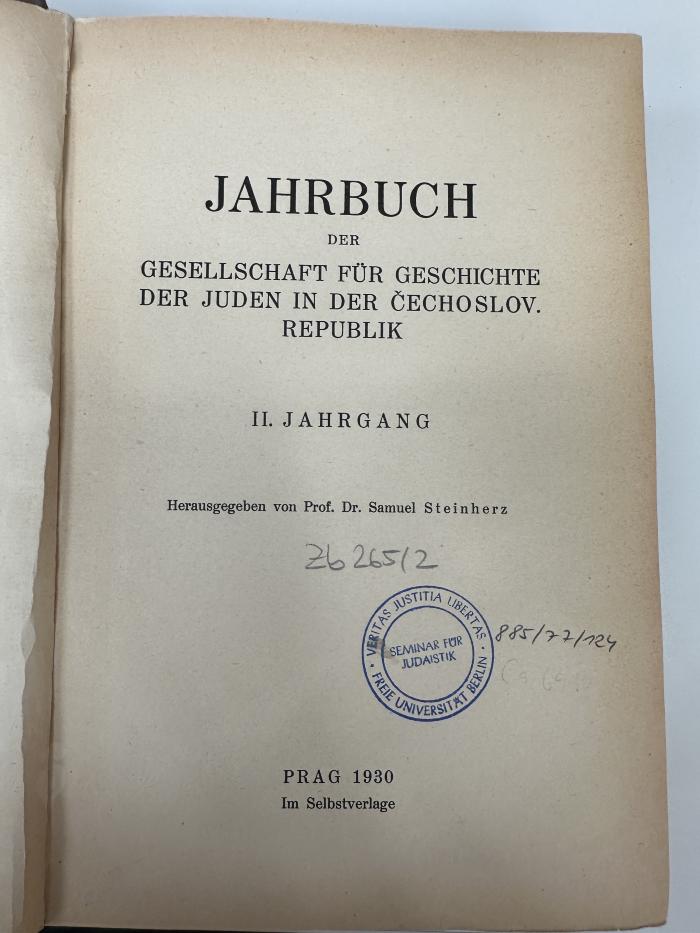 JAHRBUCH
DER
GESELLSCHAFT FÜR GESCHICHTE
DER JUDEN IN DER ČECHOSLOV.
REPUBLIK
II. JAHRGANG
Herausgegeben von Prof. Dr. Samuel Steinherz
Zb 265/2
VERITAS JUSTITIA LIBERTAS
SEMINAR FÜR
JUDAISTIK
FREIE UNIVERSITÄT BERLIN
885/77/124
PRAG 1930
Im Selbstverlage